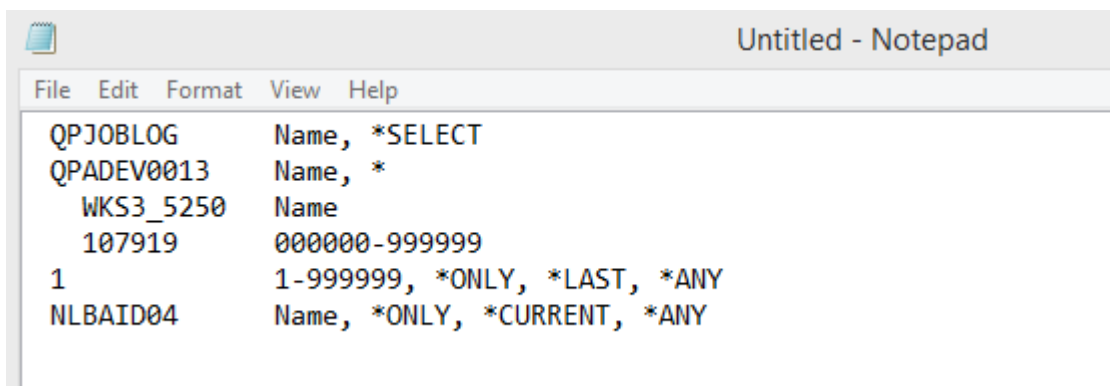 Untitled - Notepad
File Edit Format View Help
QPJOBLOG Name, *SELECT
QPADEV0013 Name, *
WKS3_5250 Name
107919 000000-999999
1 1-999999, *ONLY, *LAST, *ANY
NLBAID04 Name, *ONLY, *CURRENT, *ANY